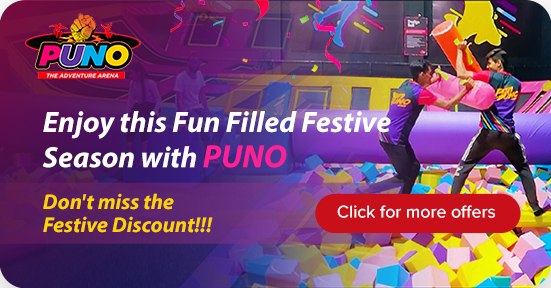 PUNO
THE ADVENTURE ARENA
Enjoy this Fun Filled Festive
Season with PUNO
Don't miss the
Festive Discount!!!
Click for more offers